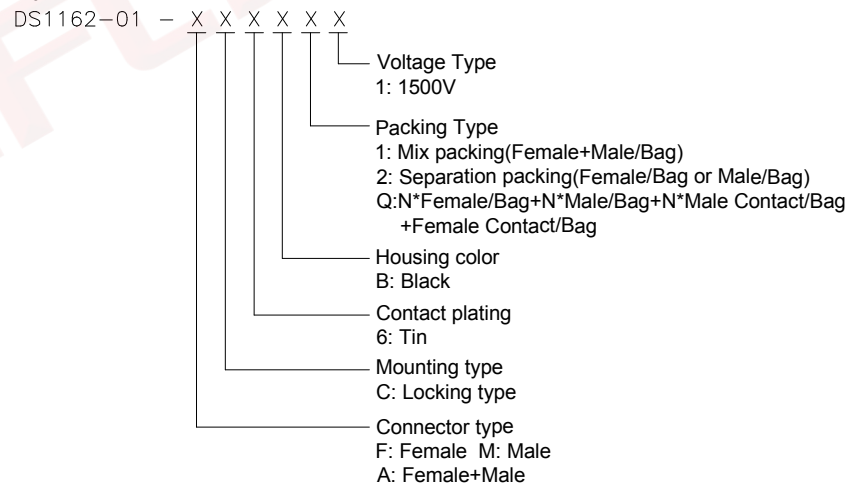 DS1162-01 - X X X X X X
Voltage Type
1: 1500V
Packing Type
1: Mix packing(Female+Male/Bag)
2: Separation packing(Female/Bag or Male/Bag)
Q:N*Female/Bag+N*Male/Bag+N*Male Contact/Bag
+Female Contact/Bag
Housing color
B: Black
Contact plating
6: Tin
Mounting type
C: Locking type
Connector type
F: Female M: Male
A: Female+Male